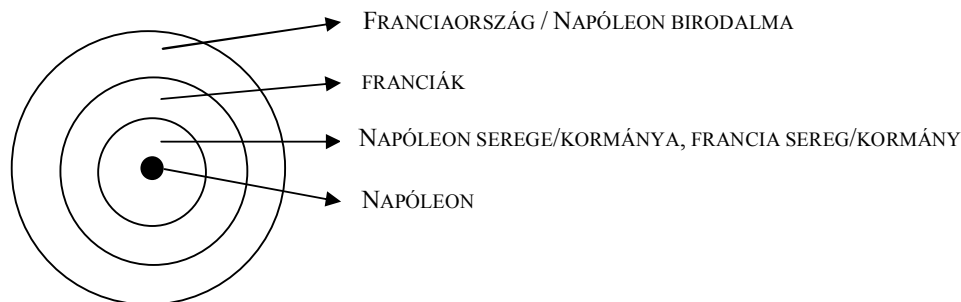 FRANCIAORSZÁG / NAPÓLEON BIRODALMA
FRANCIÁK
NAPÓLEON SEREGE/KORMÁNYA, FRANCIA SEREG/KORMÁNY
NAPÓLEON